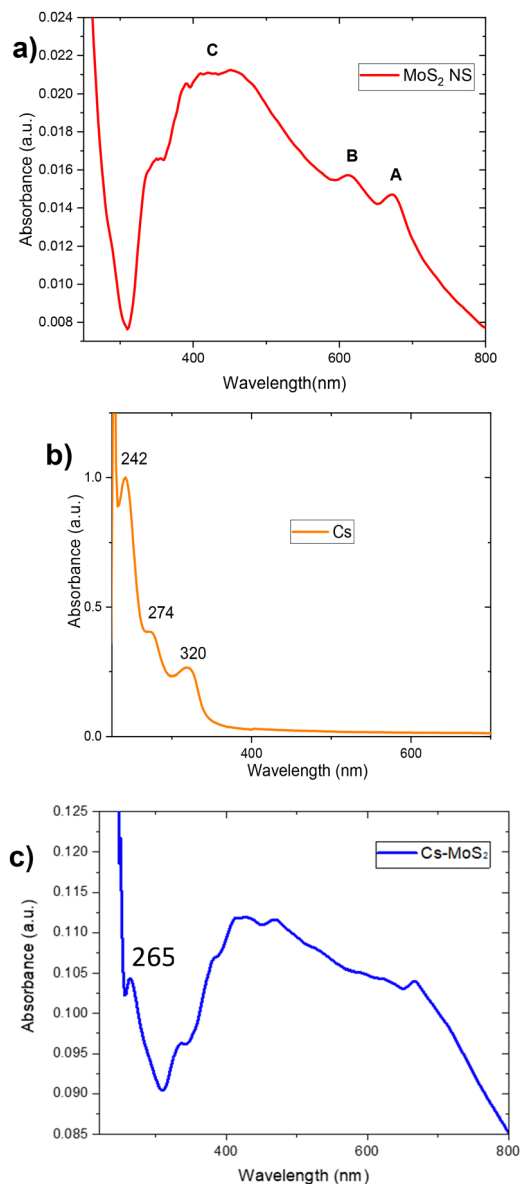 a)
0.024
0.022
0.020
0.018
0.016
0.014
0.012
0.010
0.008
Absorbance (a.u.)
C
B
A
MoS₂ NS
400
600
800
Wavelength(nm)
b)
1.0
0.5
0.0
Absorbance (a.u.)
242
274
320
Cs
400
600
Wavelength (nm)
c)
0.125
0.120
0.115
0.110
0.105
0.100
0.095
0.090
0.085
Absorbance (a.u.)
265
Cs-MoS₂
400
600
800
Wavelength (nm)